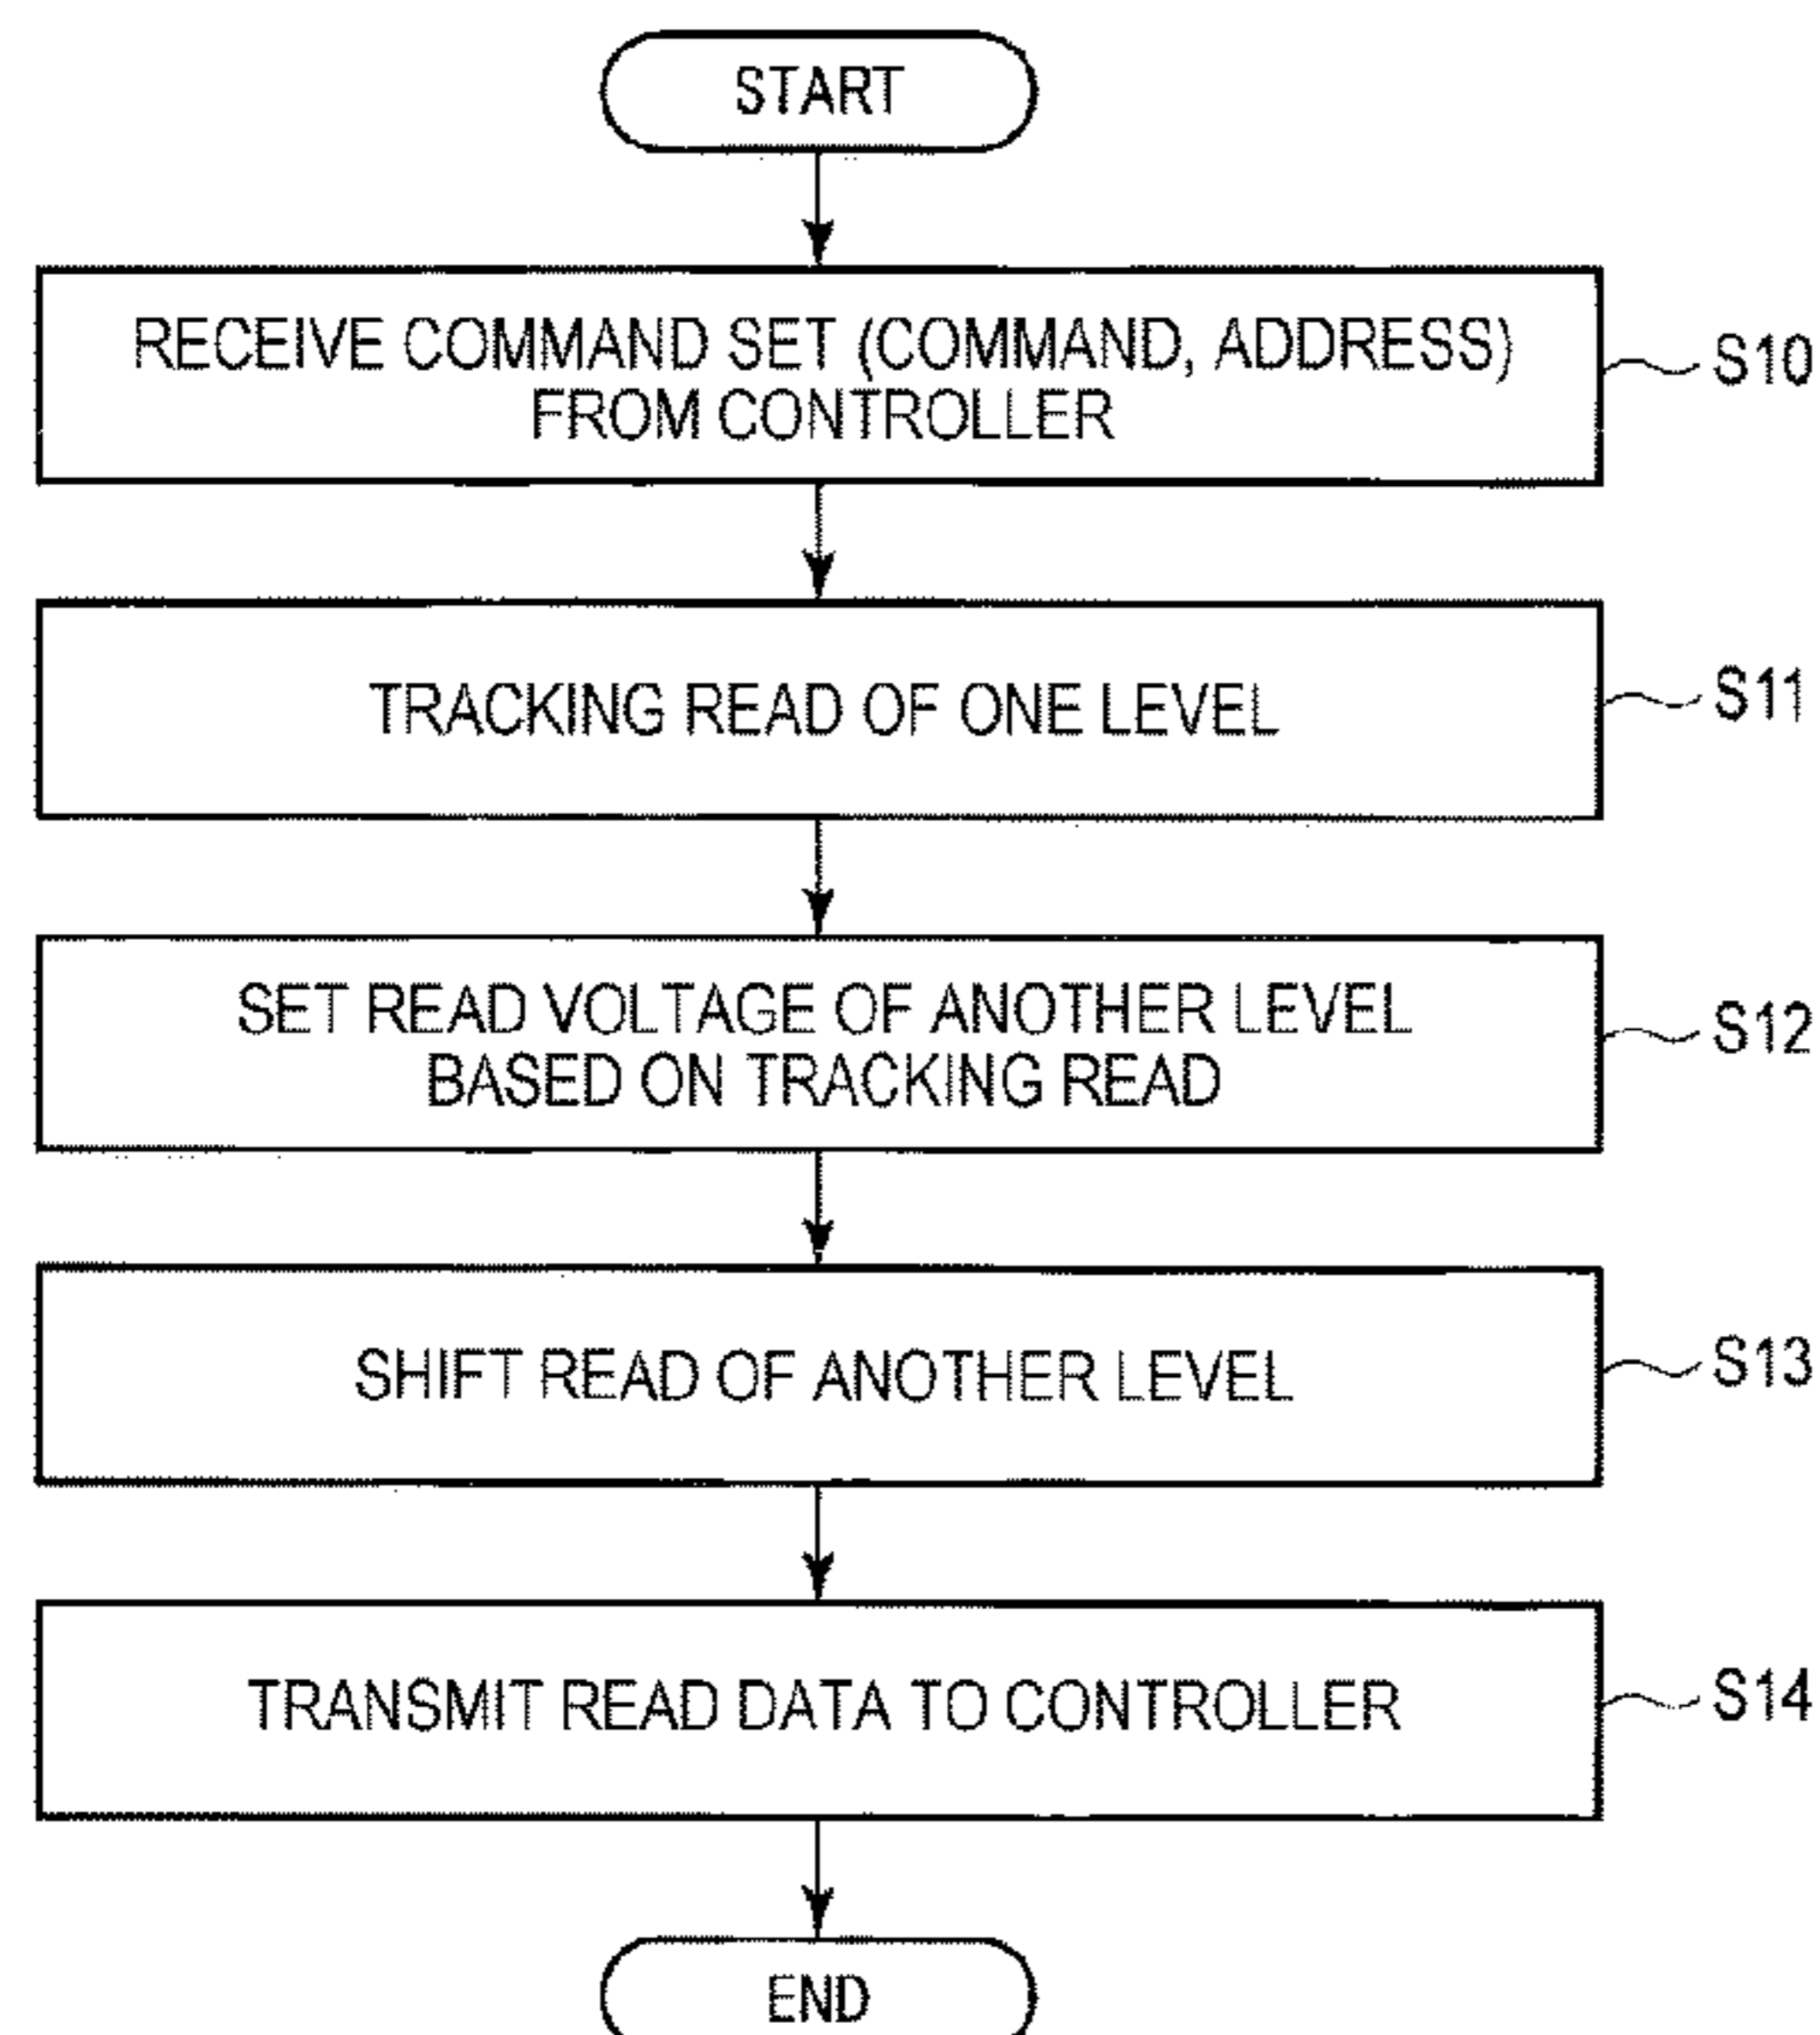 START
RECEIVE COMMAND SET (COMMAND, ADDRESS)
FROM CONTROLLER
S10
TRACKING READ OF ONE LEVEL
S11
SET READ VOLTAGE OF ANOTHER LEVEL
BASED ON TRACKING READ
S12
SHIFT READ OF ANOTHER LEVEL
S13
TRANSMIT READ DATA TO CONTROLLER
S14
END